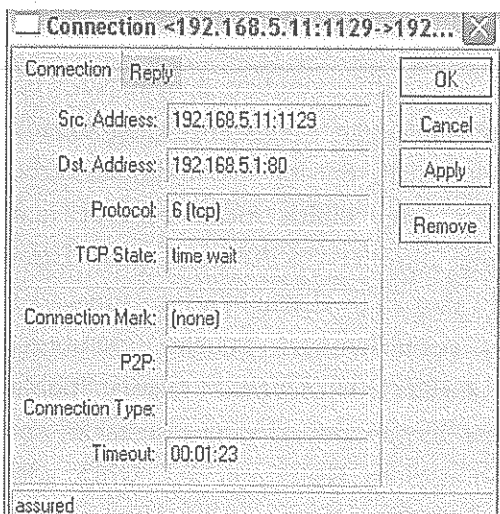 Connection <192.168.5.11:1129->192...
Connection Reply
OK
Cancel
Apply
Remove
Src. Address: 192.168.5.11:1129
Dst. Address: 192.168.5.1:80
Protocol: 6 (tcp)
TCP State: time wait
Connection Mark: (none)
P2P:
Connection Type:
Timeout: 00:01:23
assured